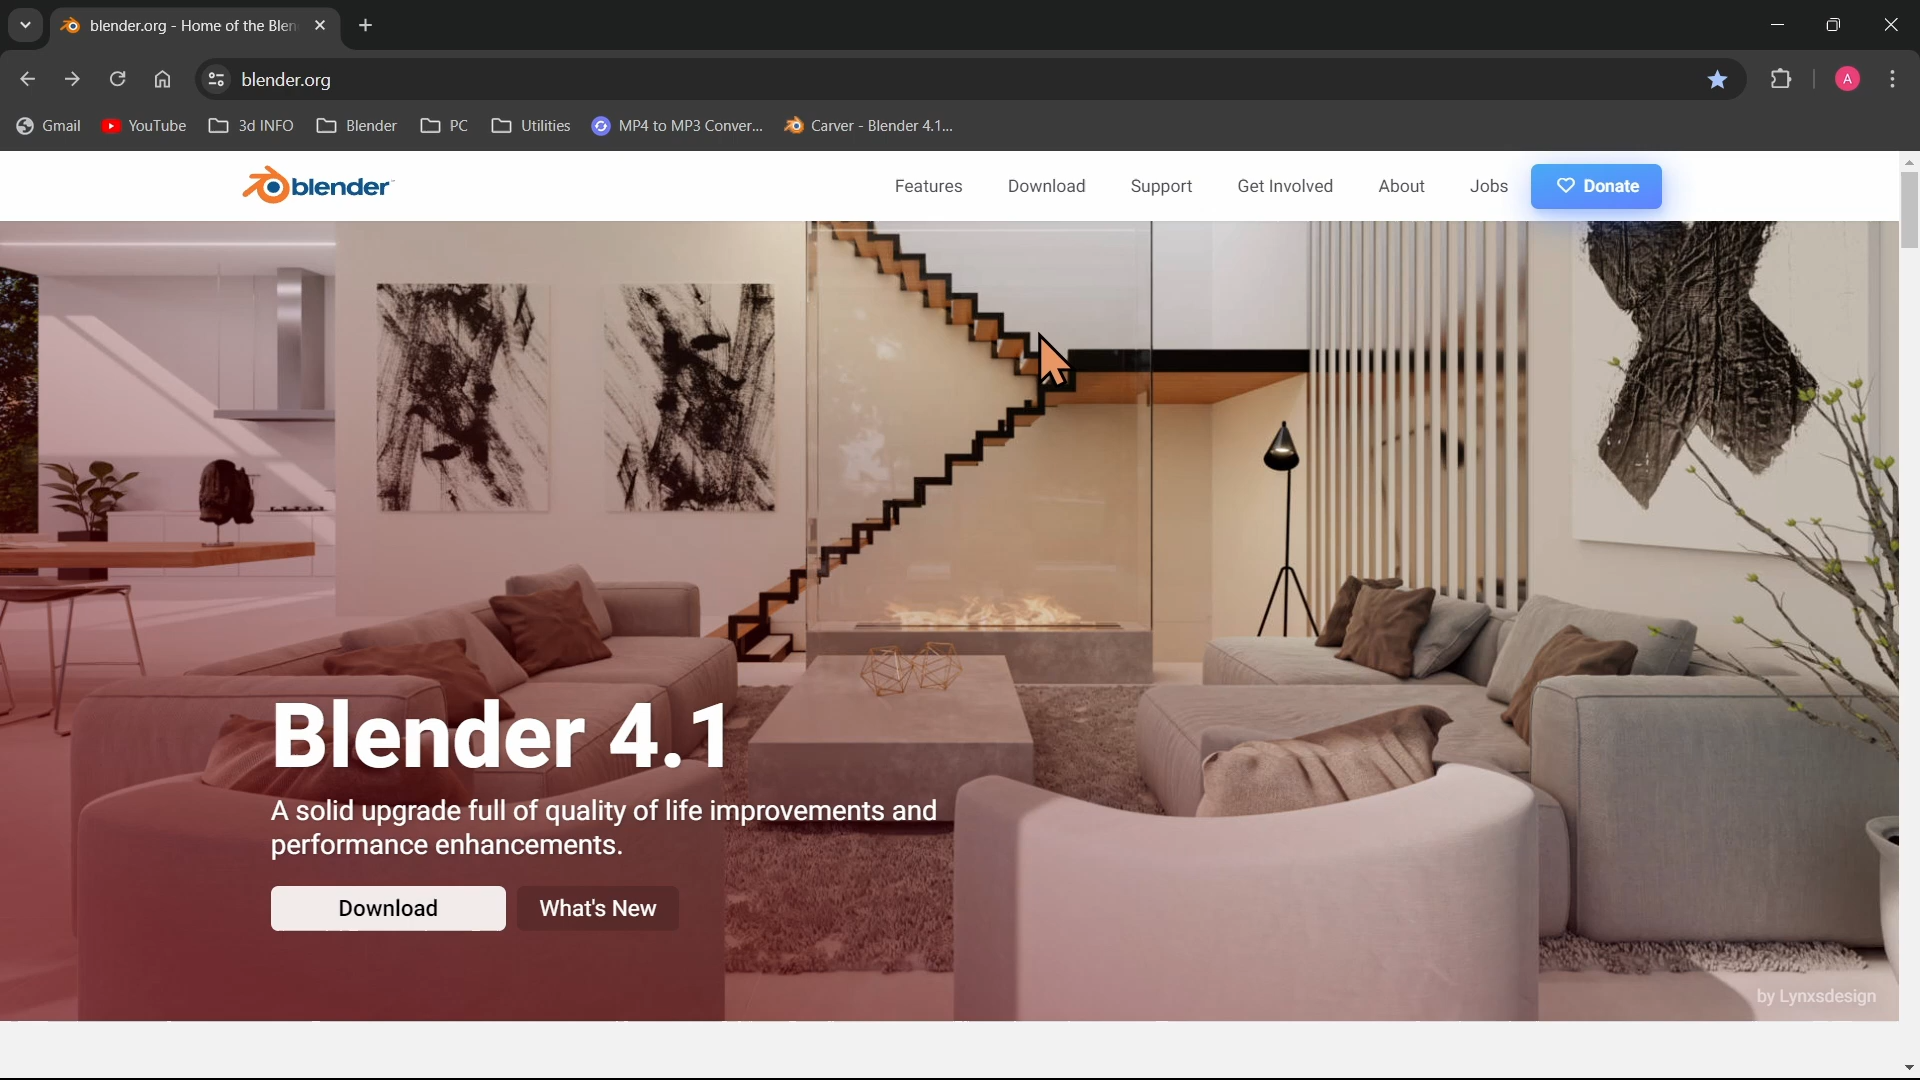 blender.org - Home of the Blen
blender.org
A
Gmail
YouTube
3d INFO
Blender
PC
Utilities
MP4 to MP3 Conver...
Carver - Blender 4.1...
blender
Features
Download
Support
Get Involved
About
Jobs
Donate
Blender 4.1
A solid upgrade full of quality of life improvements and
performance enhancements.
Download
What's New
by Lynxsdesign